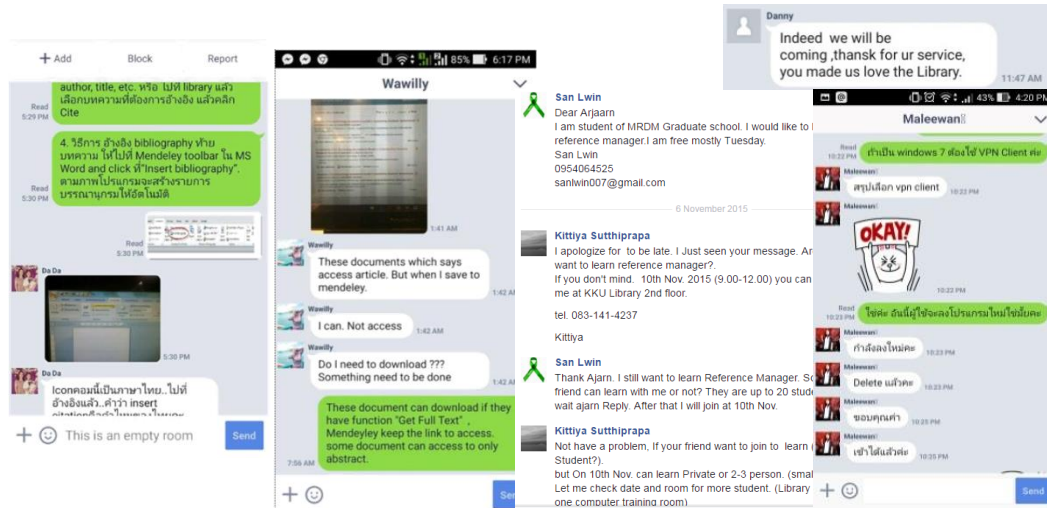 + Add Block Report
author, title, etc. หรือ ไปที่ library แล้ว
เลือกบทความที่ต้องการอ้างอิง แล้วคลิก
Cite
Read
5:29 PM
4. วิธีการ อ้างอิง bibliography ท้าย
บทความ ให้ไปที่ Mendeley toolbar ใน MS
Word and click ที่"Insert bibliography".
ตามภาพโปรแกรมจะสร้างรายการ
บรรณานุกรมให้อัตโนมัติ
Read
5:30 PM
Read
5:30 PM
Da Da
5:30 PM
Da Da
Iconคอมนี้เป็นภาษาไทย..ไปที่
อ้างอิงแล้ว..คำว่า insert
This is an empty room
Send
85% 6:17 PM
Wawilly
1:41 AM
Wawilly
These documents which says
access article. But when I save to
mendeley.
1:42 AM
Wawilly
I can. Not access
1:42 AM
Wawilly
Do I need to download ???
Something need to be done
1:42 AM
These document can download if they
have function "Get Full Text" ,
Mendeyley keep the link to access.
some document can access to only
abstract.
7:56 AM
San Lwin
Dear Arjaarn
I am student of MRDM Graduate school. I would like to
reference manager.I am free mostly Tuesday.
San Lwin
0954064525
sanlwin007@gmail.com
6 November 2015
Kittiya Sutthiprapa
I apologize for to be late. I Just seen your message. Ar
want to learn reference manager?.
If you don't mind. 10th Nov. 2015 (9.00-12.00) you can
me at KKU Library 2nd floor.
tel. 083-141-4237
Kittiya
San Lwin
Thank Ajarn. I still want to learn Reference Manager. So
friend can learn with me or not? They are up to 20 stude
wait ajarn Reply. After that I will join at 10th Nov.
Kittiya Sutthiprapa
Not have a problem, If your friend want to join to learn
Student?).
but On 10th Nov. can learn Private or 2-3 person. (smal
Let me check date and room for more student. (Library
one computer training room)
Danny
Indeed we will be
coming ,thansk for ur service,
you made us love the Library.
11:47 AM
43% 4:20 PM
Maleewan
Read
10:22 PM
ถ้าเป็น windows 7 ต้องใช้ VPN Client ค่ะ
Maleewan
สรุปเลือก vpn client
10:23 PM
Maleewan
OKAY!
10:22 PM
Read
10:23 PM
ใช่ค่ะ อันนี้ผู้ใช้จะลงโปรแกรมใหม่ใช่มั้ยคะ
Maleewan
กำลังลงใหม่คะ
10:23 PM
Maleewan
Delete แล้วคะ
10:23 PM
Maleewan
ขอบคุณค่า
10:25 PM
Maleewan
เข้าได้แล้วค่ะ
10:25 PM
Send